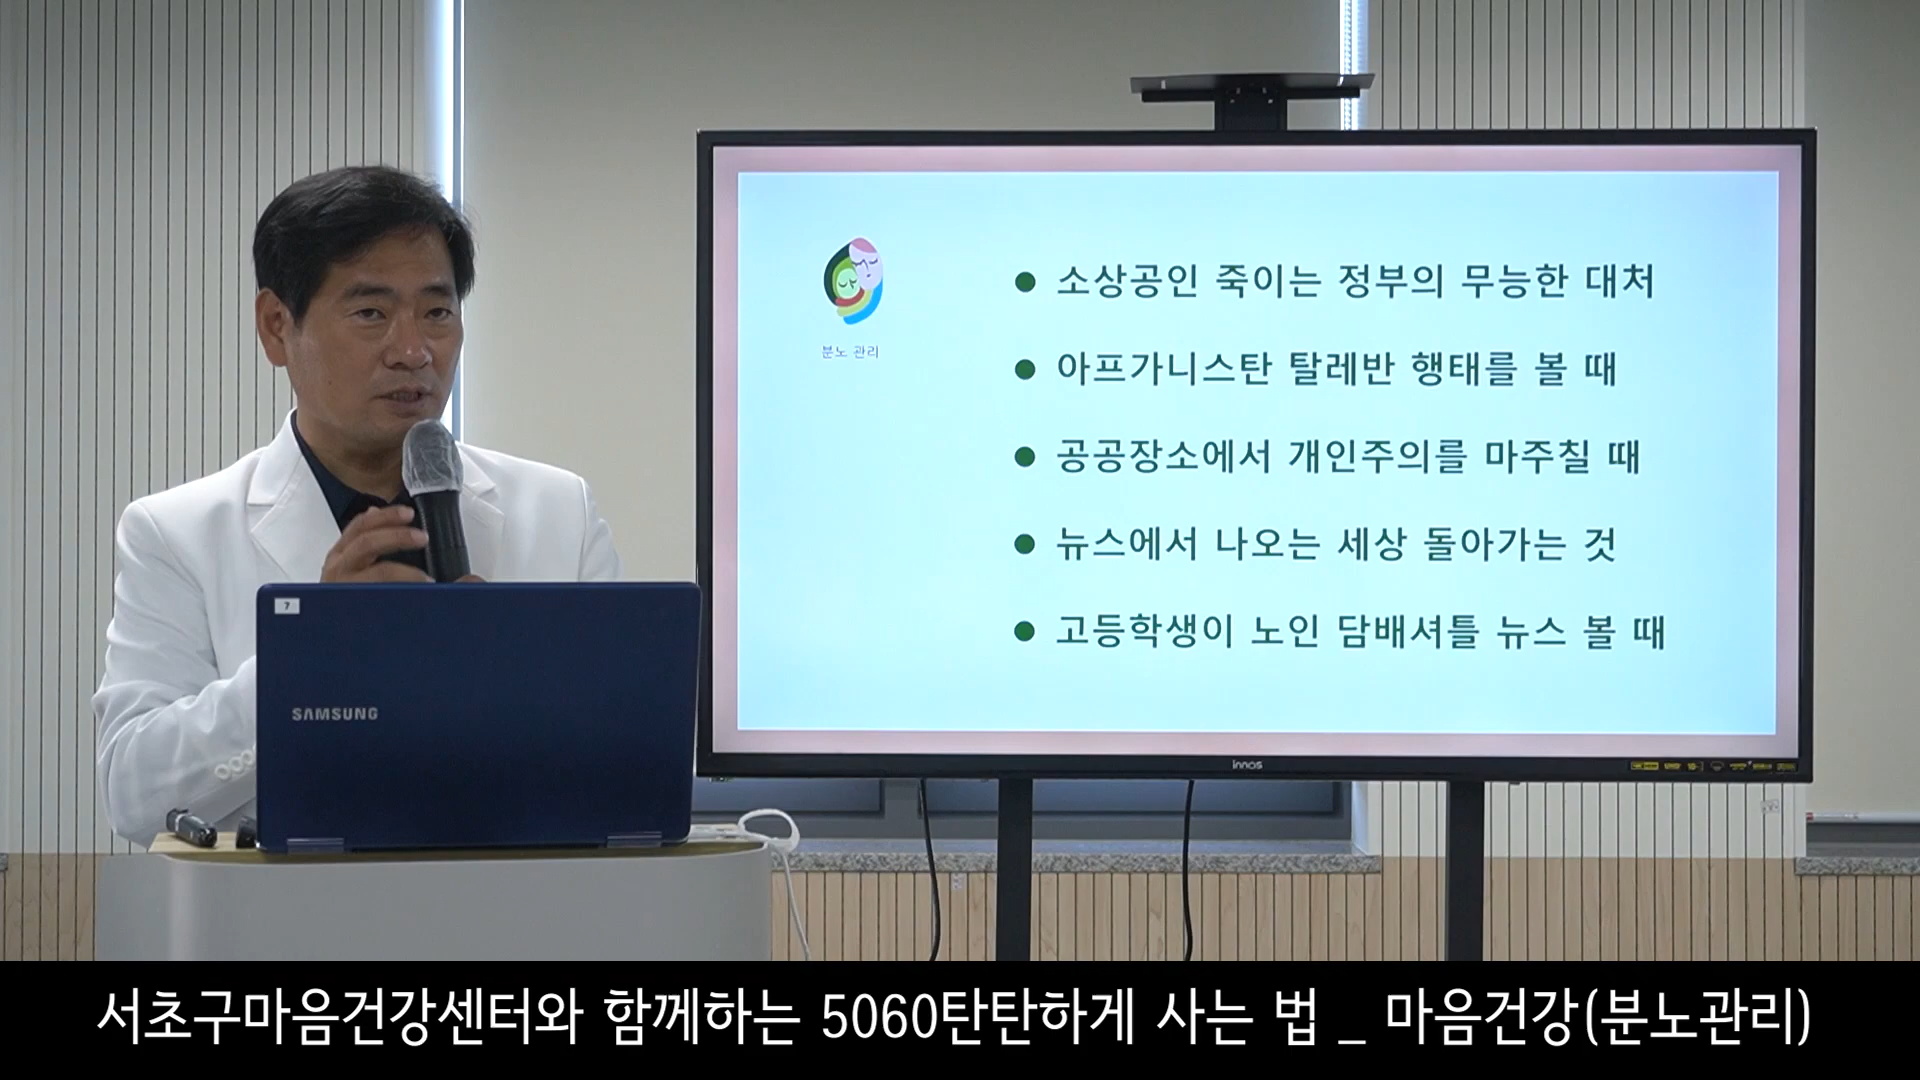 분노 관리
소상공인 죽이는 정부의 무능한 대처
아프가니스탄 탈레반 행태를 볼 때
공공장소에서 개인주의를 마주칠 때
뉴스에서 나오는 세상 돌아가는 것
고등학생이 노인 담배셔틀 뉴스 볼 때
7
SAMSUNG
innos
서초구마음건강센터와 함께하는 5060탄탄하게 사는 법 _ 마음건강(분노관리)